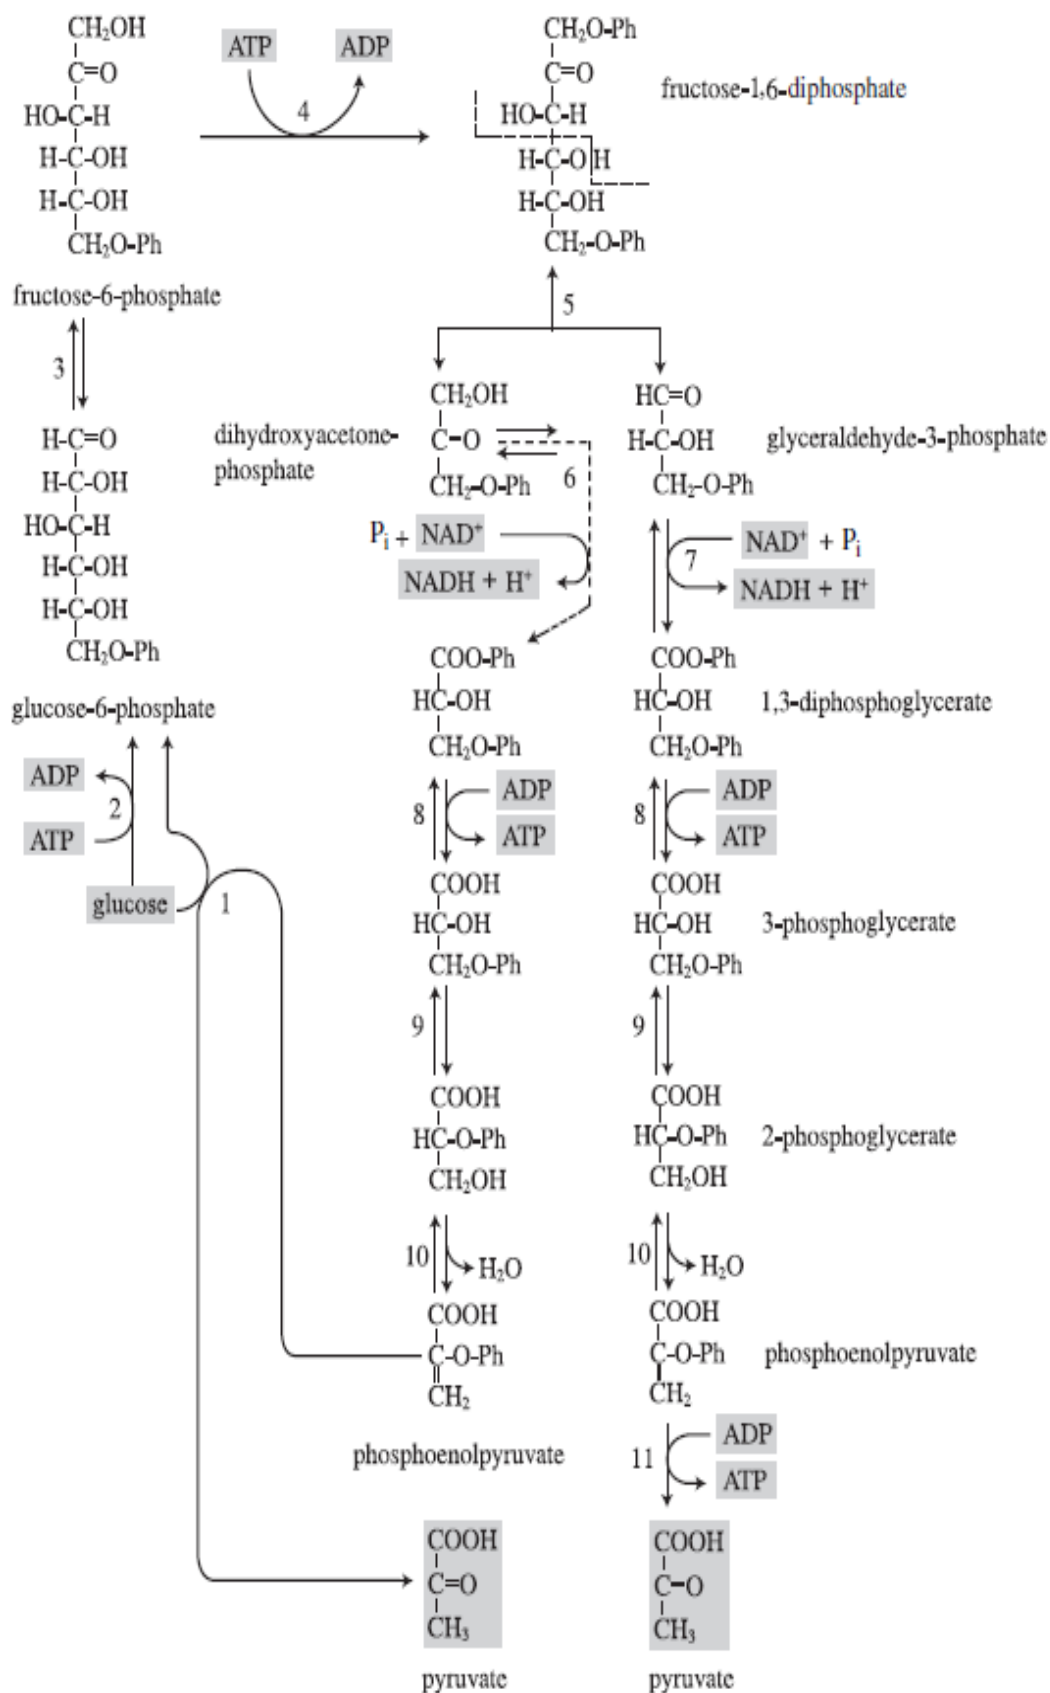 CH₂OH
C=O
HO-C-H
H-C-OH
H-C-OH
CH₂O-Ph
fructose-6-phosphate
ATP
ADP
4
CH₂O-Ph
C=O
HO-C-H
H-C-OH
H-C-OH
CH₂-O-Ph
fructose-1,6-diphosphate
5
3
H-C=O
H-C-OH
HO-C-H
H-C-OH
H-C-OH
CH₂O-Ph
glucose-6-phosphate
ADP
2
ATP
glucose
1
dihydroxyacetone-
phosphate
CH₂OH
C-O
CH₂-O-Ph
6
HC=O
H-C-OH
CH₂-O-Ph
glyceraldehyde-3-phosphate
Pᵢ + NAD⁺
NADH + H⁺
7
NAD⁺ + Pᵢ
NADH + H⁺
COO-Ph
HC-OH
CH₂O-Ph
COO-Ph
HC-OH
CH₂O-Ph
1,3-diphosphoglycerate
8
ADP
ATP
8
ADP
ATP
COOH
HC-OH
CH₂O-Ph
COOH
HC-OH
CH₂O-Ph
3-phosphoglycerate
9
9
COOH
HC-O-Ph
CH₂OH
COOH
HC-O-Ph
CH₂OH
2-phosphoglycerate
10
H₂O
10
H₂O
COOH
C-O-Ph
CH₂
phosphoenolpyruvate
COOH
C-O-Ph
CH₂
phosphoenolpyruvate
11
ADP
ATP
COOH
C=O
CH₃
pyruvate
COOH
C-O
CH₃
pyruvate